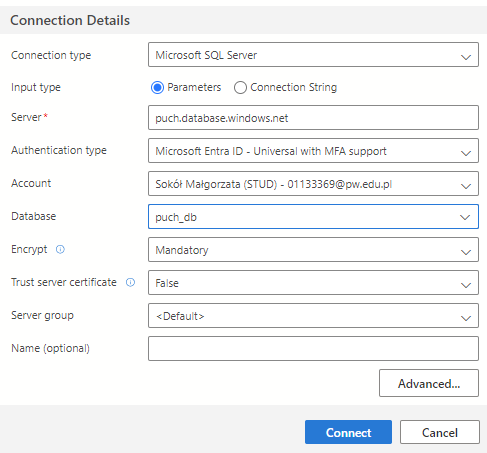 Connection Details
Connection type Microsoft SQL Server
Input type Parameters Connection String
Server* puch.database.windows.net
Authentication type Microsoft Entra ID - Universal with MFA support
Account Sokół Małgorzata (STUD) - 01133369@pw.edu.pl
Database puch_db
Encrypt Mandatory
Trust server certificate False
Server group <Default>
Name (optional)
Advanced...
Connect Cancel